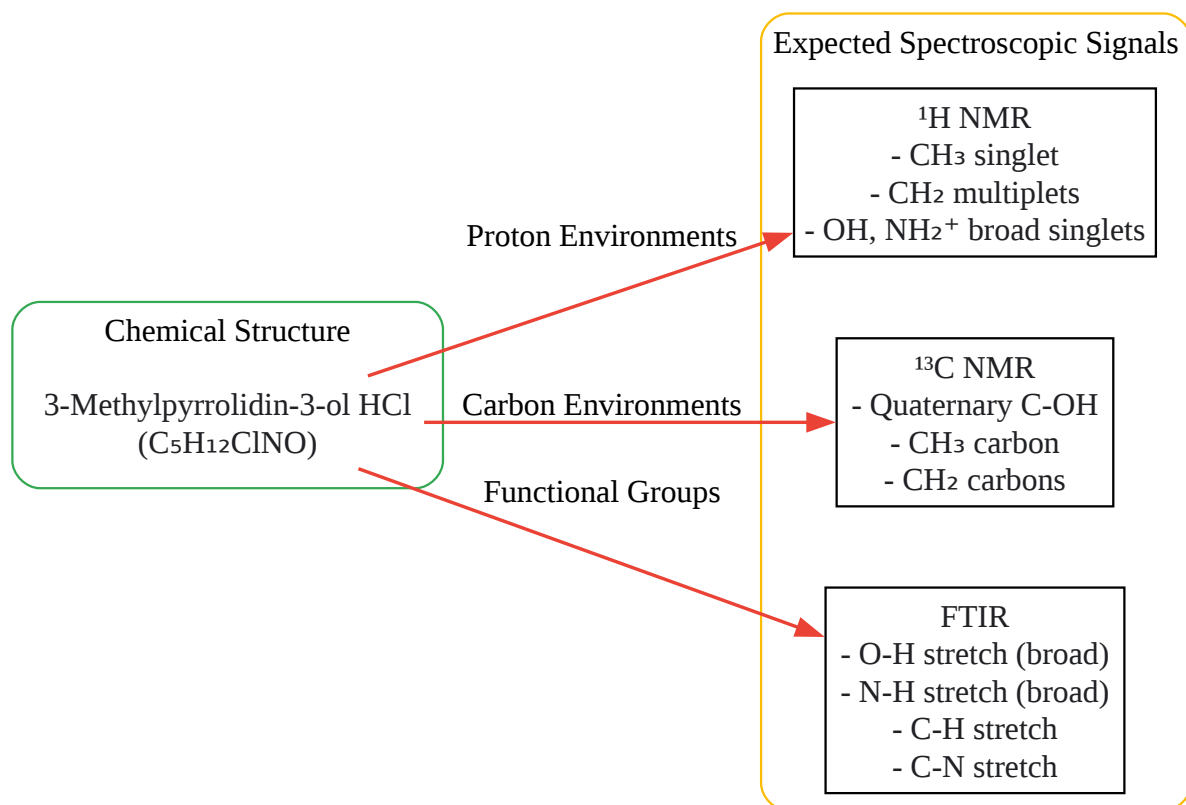 Expected Spectroscopic Signals
¹H NMR
- CH₃ singlet
- CH₂ multiplets
- OH, NH₂⁺ broad singlets
Proton Environments
Chemical Structure
3-Methylpyrrolidin-3-ol HCl
(C₅H₁₂ClNO)
Carbon Environments
¹³C NMR
- Quaternary C-OH
- CH₃ carbon
- CH₂ carbons
Functional Groups
FTIR
- O-H stretch (broad)
- N-H stretch (broad)
- C-H stretch
- C-N stretch